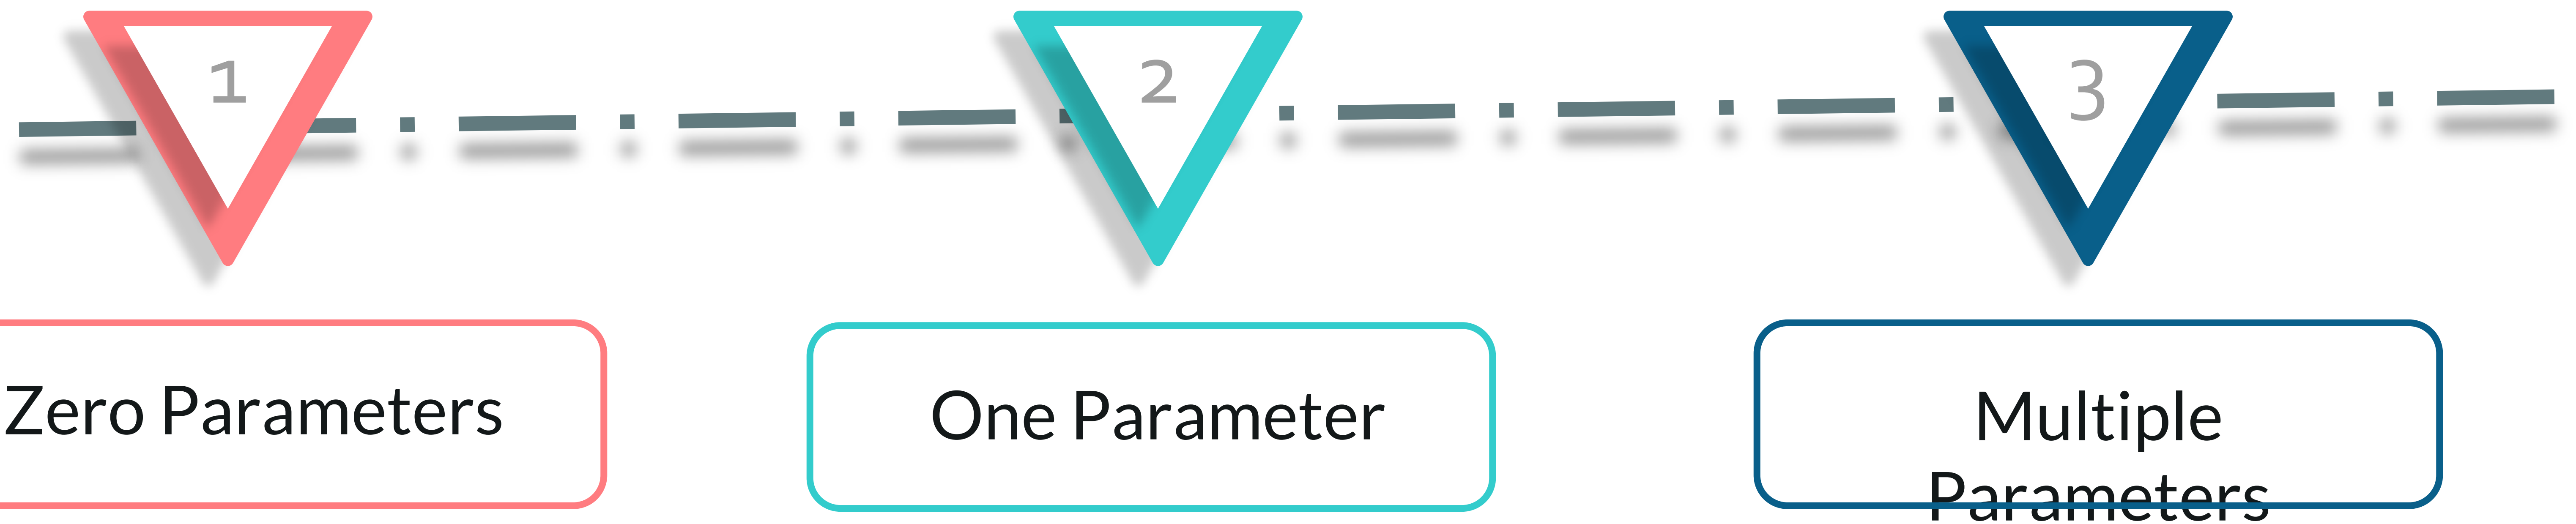 1
2
3
Zero Parameters
One Parameter
Multiple
Parameters